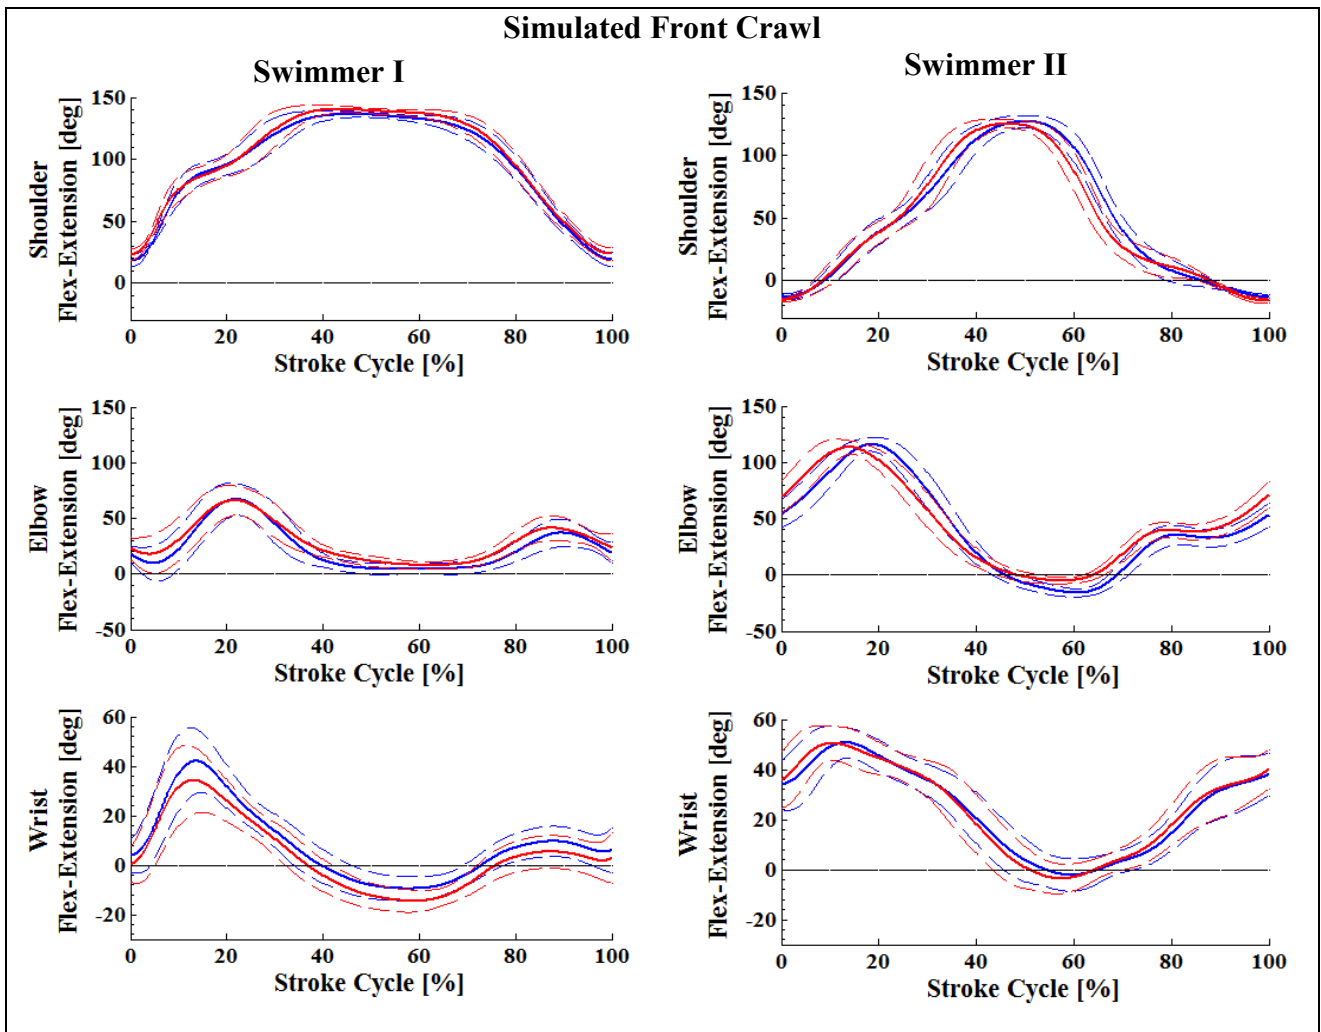 Simulated Front Crawl
Swimmer I
Swimmer II
Shoulder
Flex-Extension [deg]
150
100
50
0
0 20 40 60 80 100
Stroke Cycle [%]
Shoulder
Flex-Extension [deg]
150
100
50
0
0 20 40 60 80 100
Stroke Cycle [%]
Elbow
Flex-Extension [deg]
150
100
50
0
-50
0 20 40 60 80 100
Stroke Cycle [%]
Elbow
Flex-Extension [deg]
150
100
50
0
-50
0 20 40 60 80 100
Stroke Cycle [%]
Wrist
Flex-Extension [deg]
60
40
20
0
-20
0 20 40 60 80 100
Stroke Cycle [%]
Wrist
Flex-Extension [deg]
60
40
20
0
-20
0 20 40 60 80 100
Stroke Cycle [%]